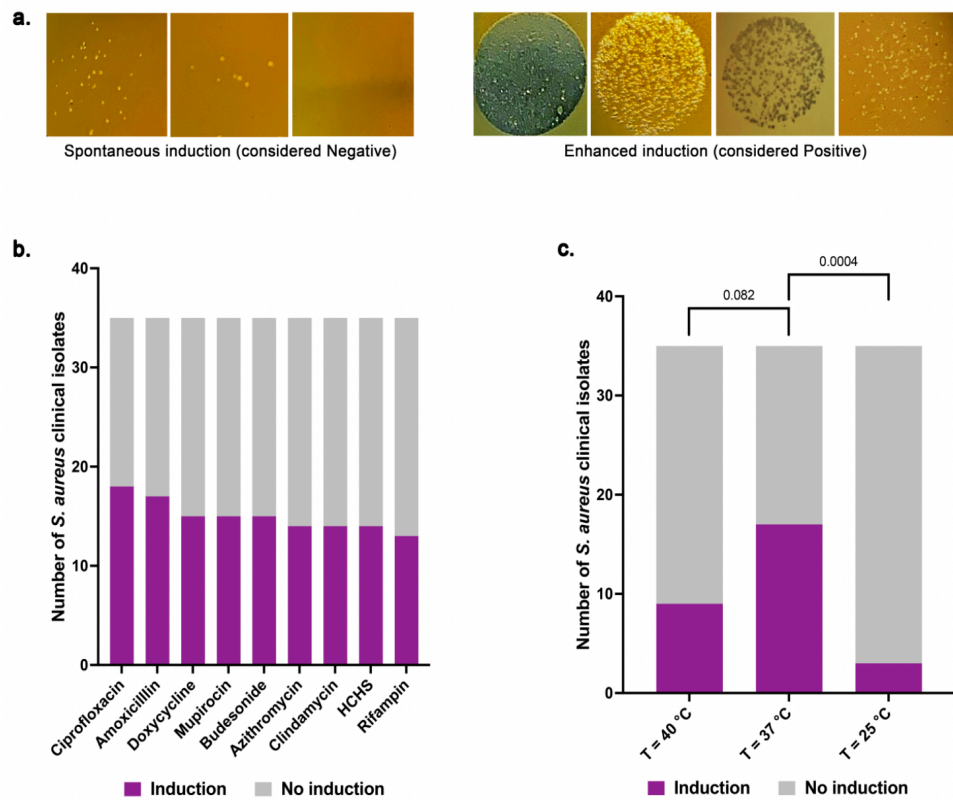 a.
Spontaneous induction (considered Negative)
Enhanced induction (considered Positive)
b.
Number of S. aureus clinical isolates
40
30
20
10
0
Ciprofloxacin
Amoxicilllin
Doxycycline
Mupirocin
Budesonide
Azithromycin
Clindamycin
HCHS
Rifampin
Induction
No induction
c.
0.0004
0.082
Number of S. aureus clinical isolates
40
30
20
10
0
T = 40 °C
T = 37 °C
T = 25 °C
Induction
No induction